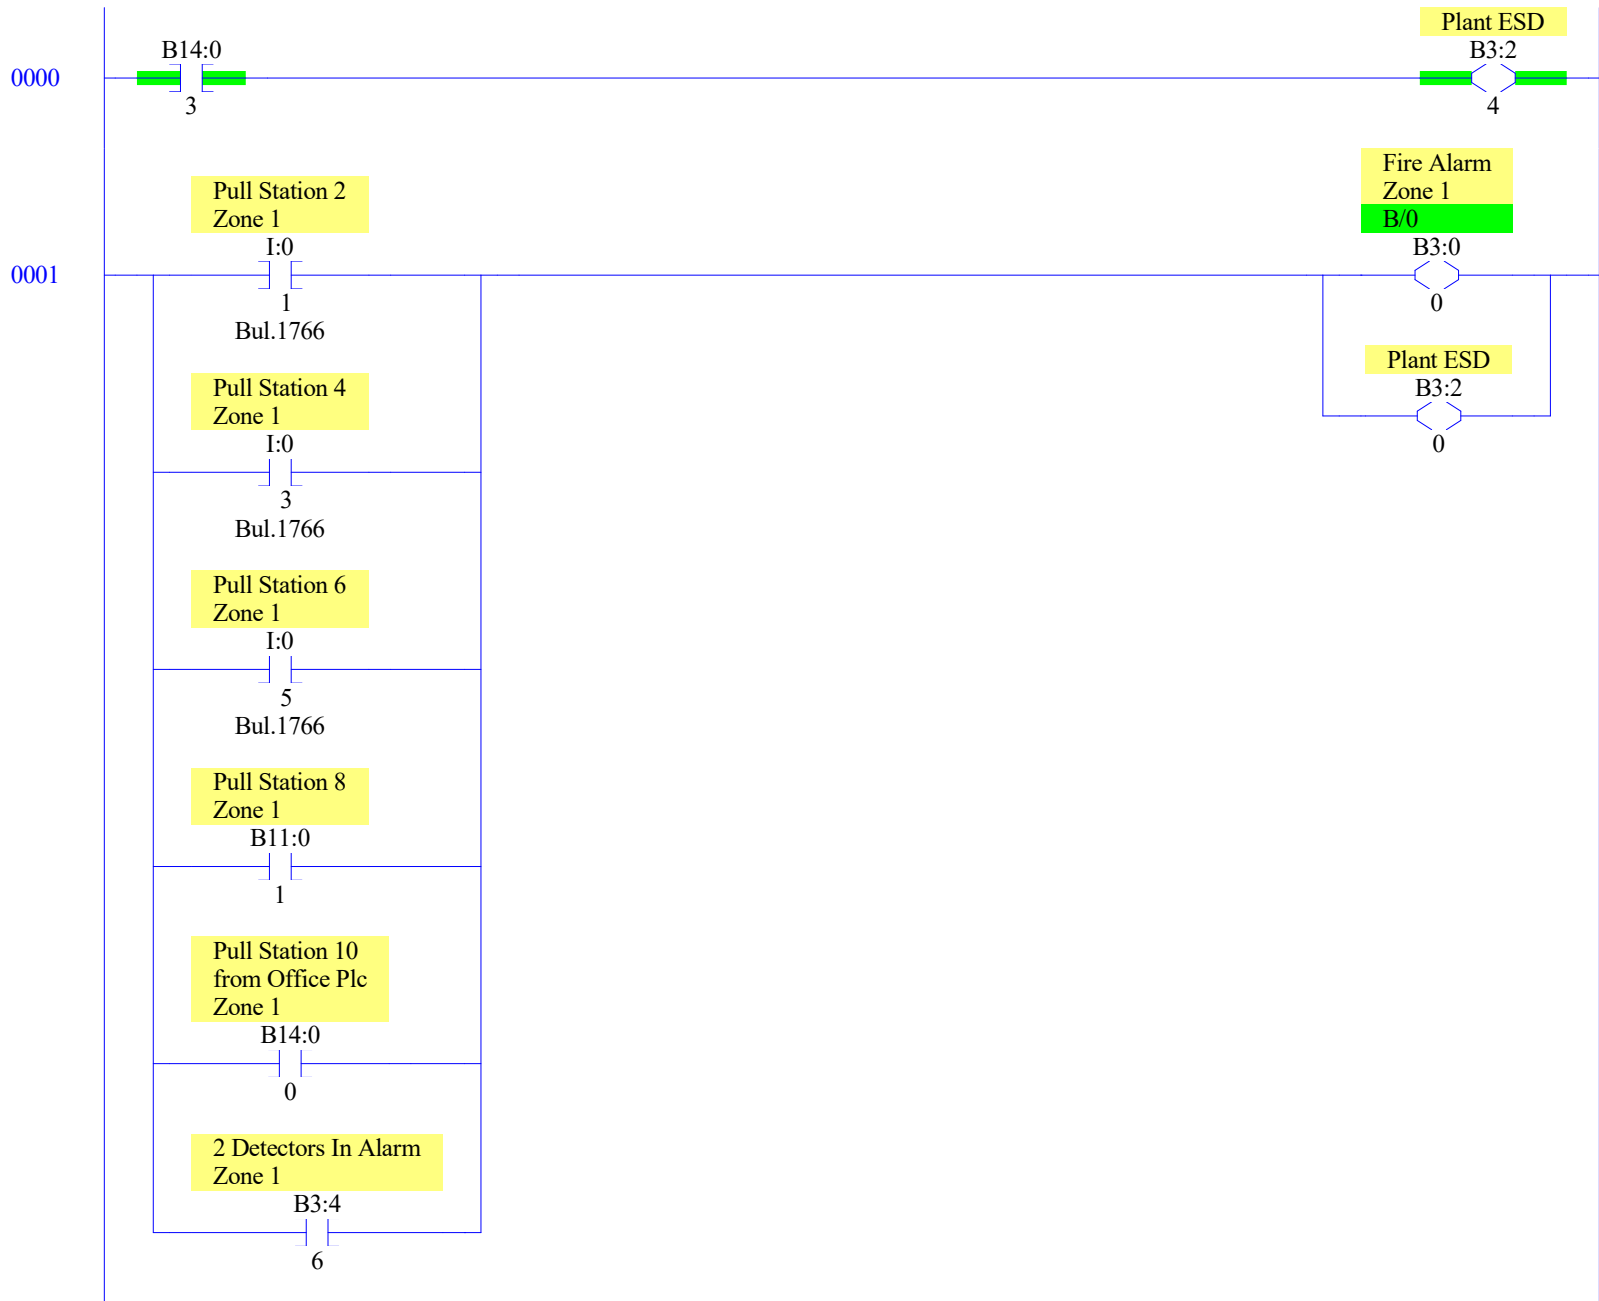 Plant ESD
B14:0
B3:2
0000
3
4
Fire Alarm
Zone 1
B/0
B3:0
0
Pull Station 2
Zone 1
I:0
0001
1
Bul.1766
Plant ESD
B3:2
0
Pull Station 4
Zone 1
I:0
3
Bul.1766
Pull Station 6
Zone 1
I:0
5
Bul.1766
Pull Station 8
Zone 1
B11:0
1
Pull Station 10
from Office Plc
Zone 1
B14:0
0
2 Detectors In Alarm
Zone 1
B3:4
6